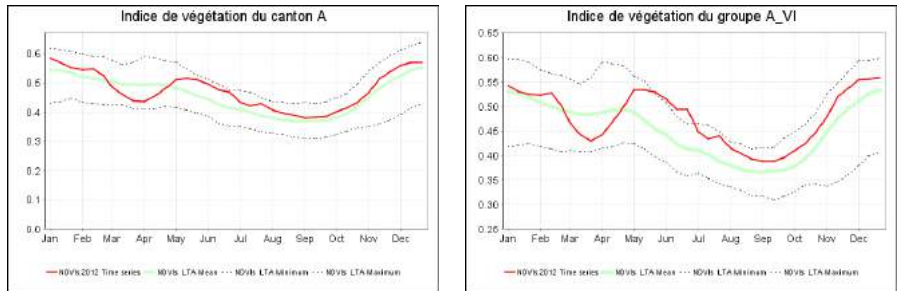 Indice de végétation du canton A
0.6
0.5
0.4
0.3
0.2
0.1
0.0
Jan Feb Mar Apr May Jun Jul Aug Sep Oct Nov Dec
NDVIs 2012 Time series NDVIs LTA Mean NDVIs LTA Minimum NDVIs LTA Maximum
Indice de végétation du groupe A_VI
0.65
0.60
0.55
0.50
0.45
0.40
0.35
0.30
0.25
Jan Feb Mar Apr May Jun Jul Aug Sep Oct Nov Dec
NDVIs 2012 Time series NDVIs LTA Mean NDVIs LTA Minimum NDVIs LTA Maximum